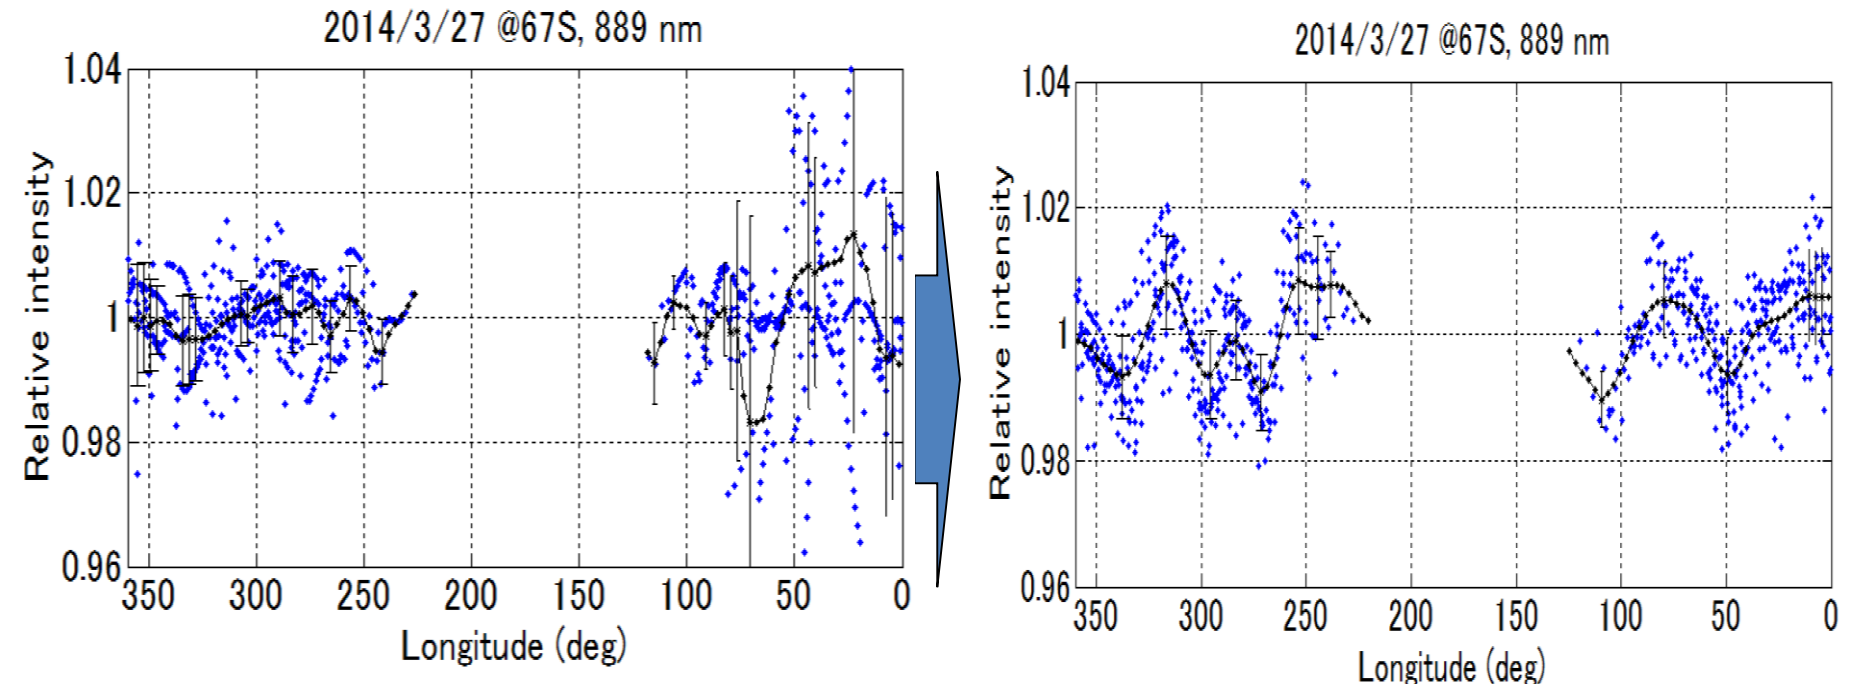 2014/3/27 @67S, 889 nm
1.04
1.02
1
0.98
0.96
Relative intensity
350 300 250 200 150 100 50 0
Longitude (deg)
2014/3/27 @67S, 889 nm
1.04
1.02
1
0.98
0.96
Relative intensity
350 300 250 200 150 100 50 0
Longitude (deg)